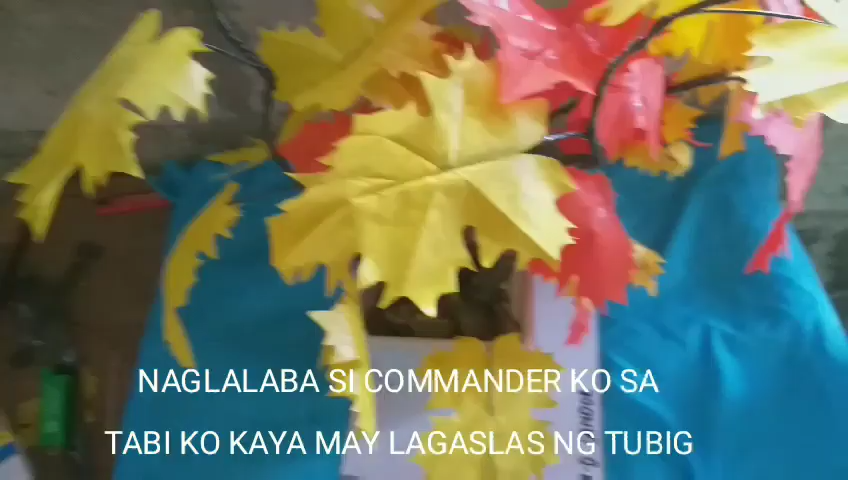 NAGLALABA SI COMMANDER KO SA
TABI KO KAYA MAY LAGASLAS NG TUBIG